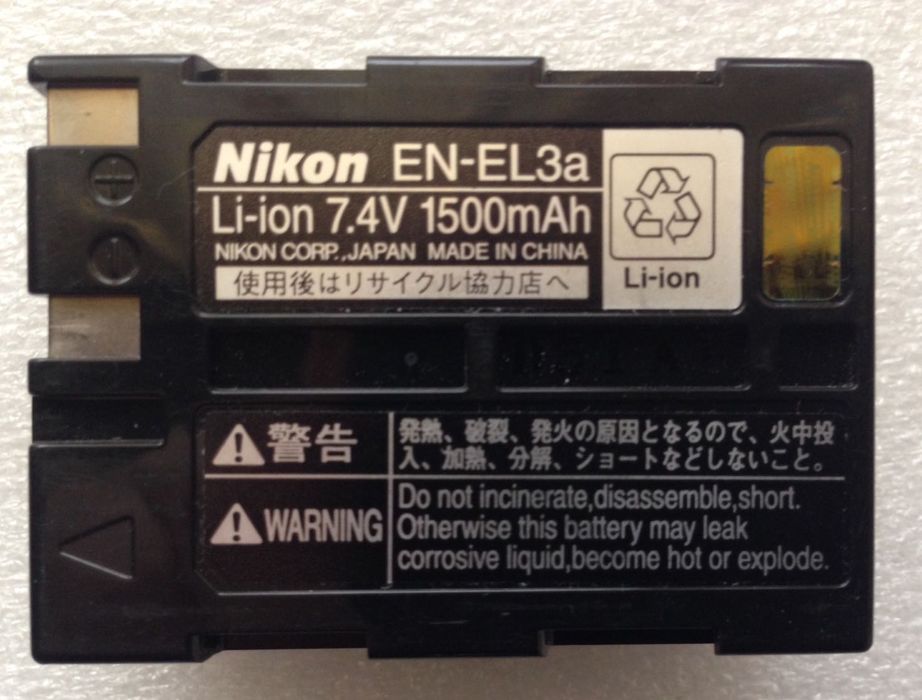 Nikon EN-EL3a
Li-ion 7.4V 1500mAh
NIKON CORP.,JAPAN MADE IN CHINA
使用後はリサイクル協力店へ
Li-ion
警告
発熱、破裂、発火の原因となるので、火中投
入、加熱、分解、ショートなどしないこと。
WARNING
Do not incinerate,disassemble,short.
Otherwise this battery may leak
corrosive liquid,become hot or explode.